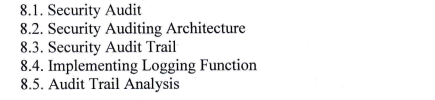 8.1. Security Audit
8.2. Security Auditing Architecture
8.3. Security Audit Trail
8.4. Implementing Logging Function
8.5. Audit Trail Analysis